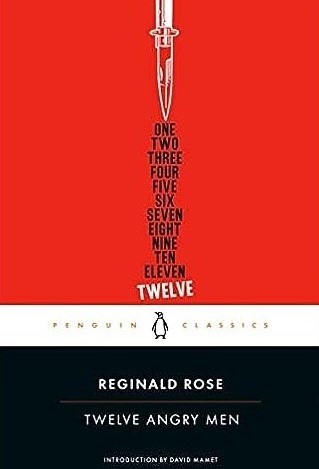 ONE
TWO
THREE
FOUR
FIVE
SIX
SEVEN
EIGHT
NINE
TEN
ELEVEN
TWELVE
PENGUIN CLASSICS
REGINALD ROSE
TWELVE ANGRY MEN
INTRODUCTION BY DAVID MAMET